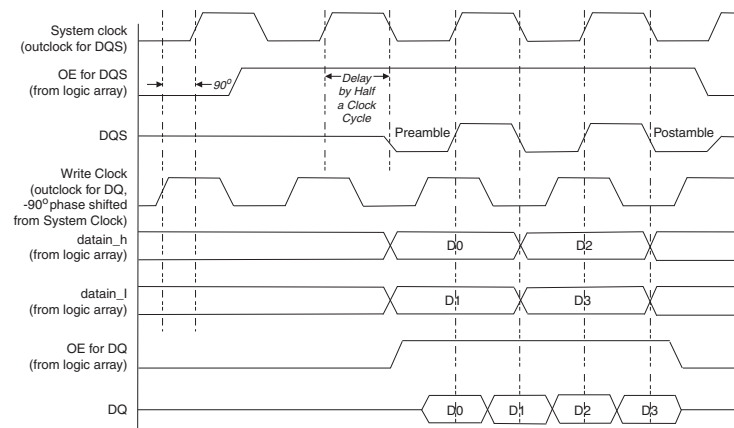 System clock
(outclock for DQS)
OE for DQS
(from logic array)
90°
Delay
by Half
a Clock
Cycle
DQS
Preamble
Postamble
Write Clock
(outclock for DQ,
-90° phase shifted
from System Clock)
datain_h
(from logic array)
D0
D2
datain_l
(from logic array)
D1
D3
OE for DQ
(from logic array)
DQ
D0
D1
D2
D3